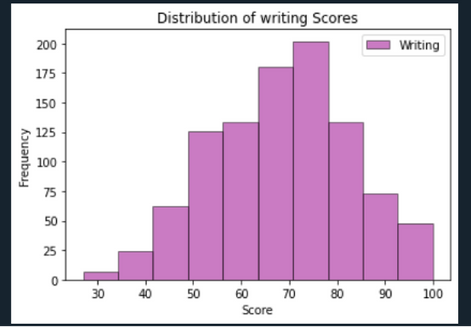 Distribution of writing Scores
Writing
200
175
150
125
100
75
50
25
0
Frequency
30 40 50 60 70 80 90 100
Score